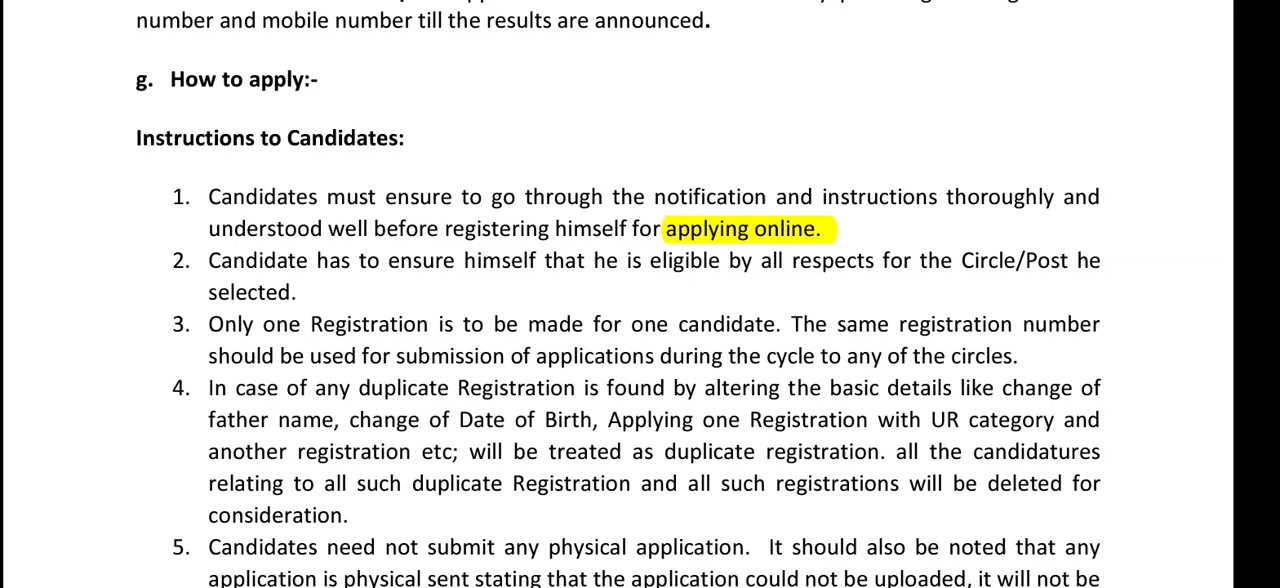 number and mobile number till the results are announced.
g. How to apply:-
Instructions to Candidates:
1. Candidates must ensure to go through the notification and instructions thoroughly and
understood well before registering himself for applying online.
2. Candidate has to ensure himself that he is eligible by all respects for the Circle/Post he
selected.
3. Only one Registration is to be made for one candidate. The same registration number
should be used for submission of applications during the cycle to any of the circles.
4. In case of any duplicate Registration is found by altering the basic details like change of
father name, change of Date of Birth, Applying one Registration with UR category and
another registration etc; will be treated as duplicate registration. all the candidatures
relating to all such duplicate Registration and all such registrations will be deleted for
consideration.
5. Candidates need not submit any physical application. It should also be noted that any
application is physical sent stating that the application could not be uploaded, it will not be